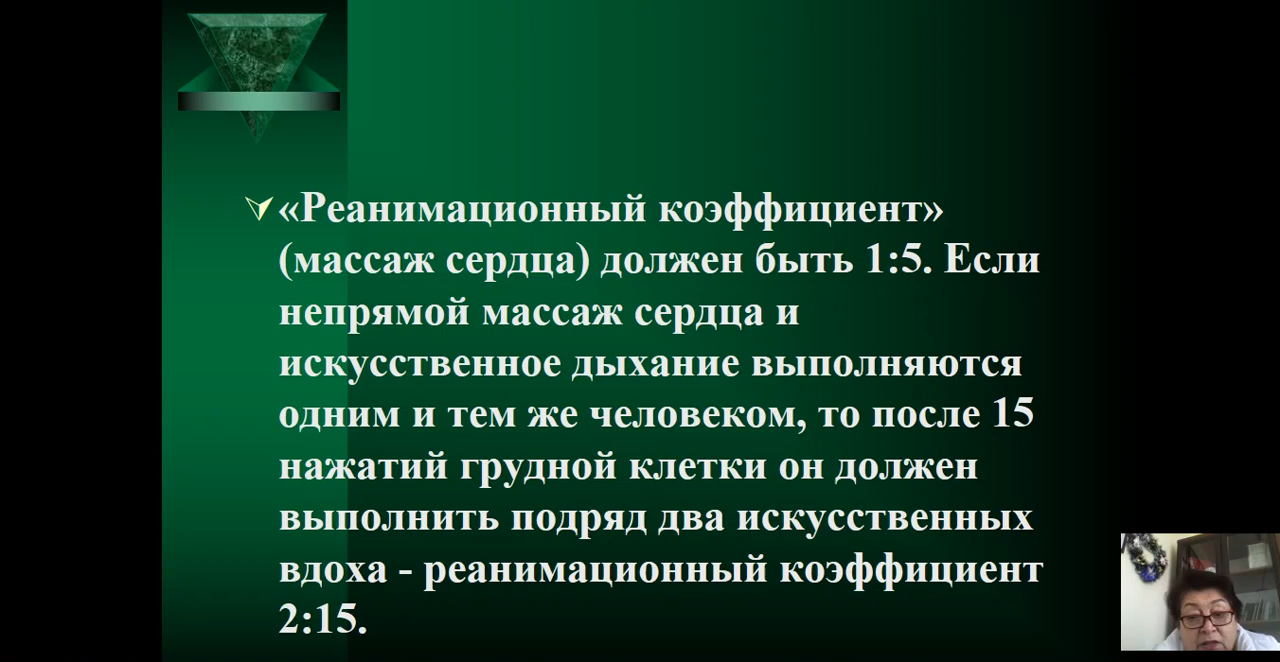 «Реанимационный коэффициент»
(массаж сердца) должен быть 1:5. Если
непрямой массаж сердца и
искусственное дыхание выполняются
одним и тем же человеком, то после 15
нажатий грудной клетки он должен
выполнить подряд два искусственных
вдоха - реанимационный коэффициент
2:15.